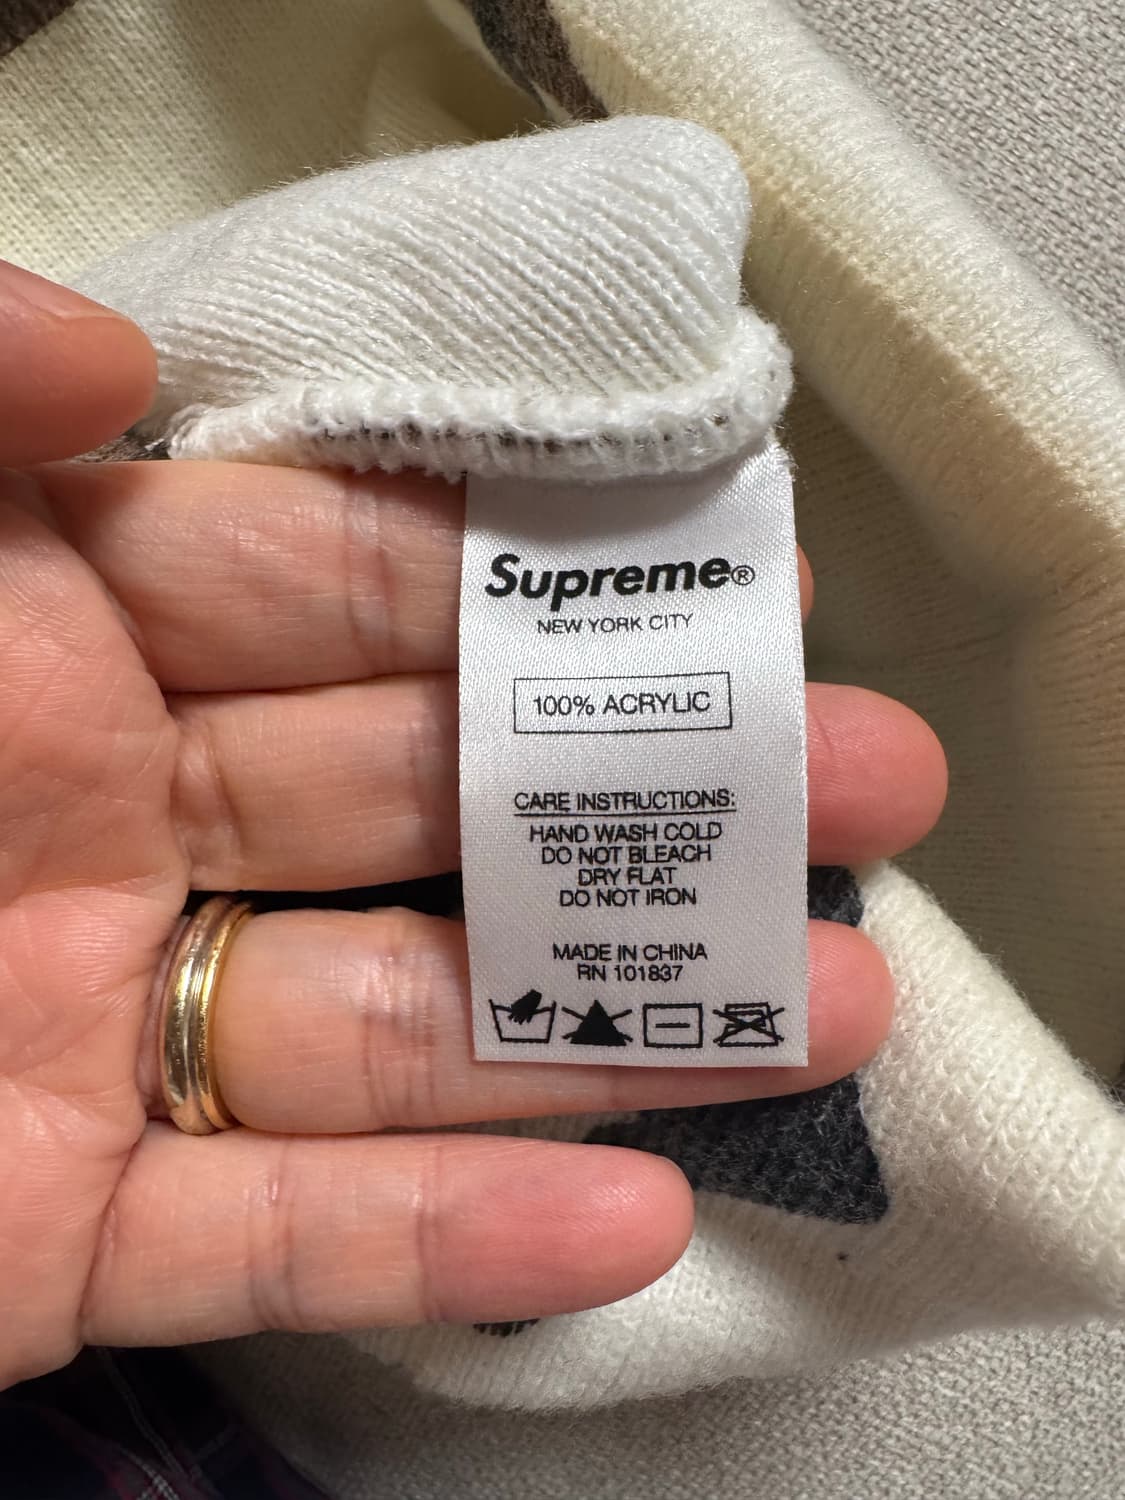 Supreme®
NEW YORK CITY
100% ACRYLIC
CARE INSTRUCTIONS:
HAND WASH COLD
DO NOT BLEACH
DRY FLAT
DO NOT IRON
MADE IN CHINA
RN 101837